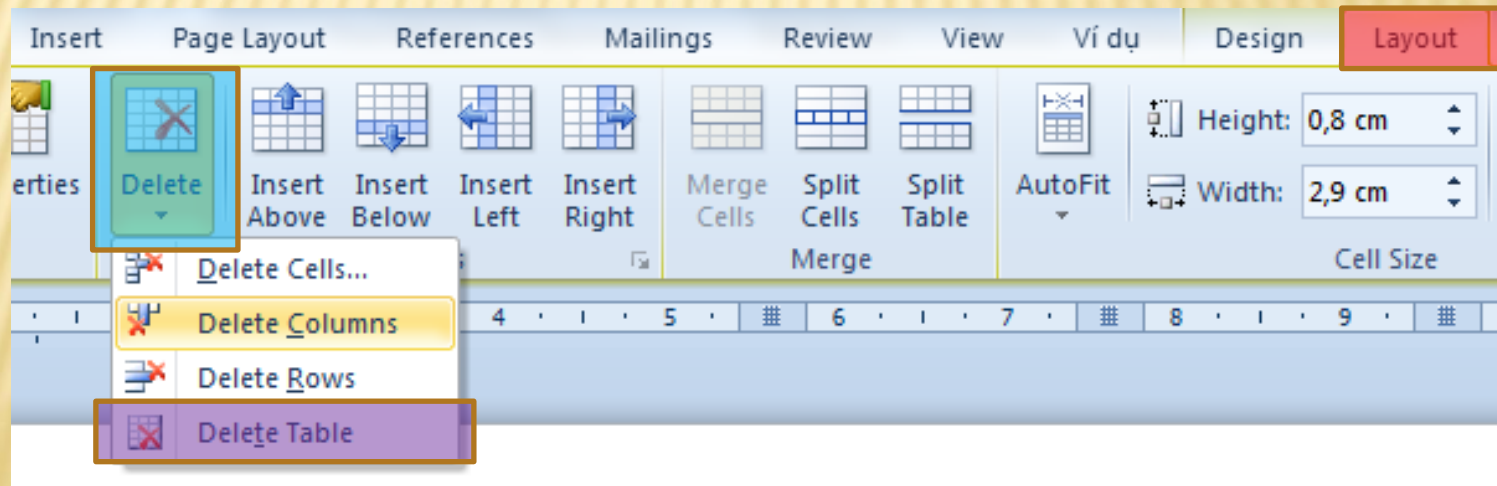 Insert Page Layout References Mailings Review View Ví dụ Design Layout
erties Delete Insert Above Insert Below Insert Left Insert Right Merge Cells Split Cells Split Table AutoFit Height: 0,8 cm
Width: 2,9 cm
Merge Cell Size
Delete Cells...
Delete Columns
Delete Rows
Delete Table
4 5 6 7 8 9